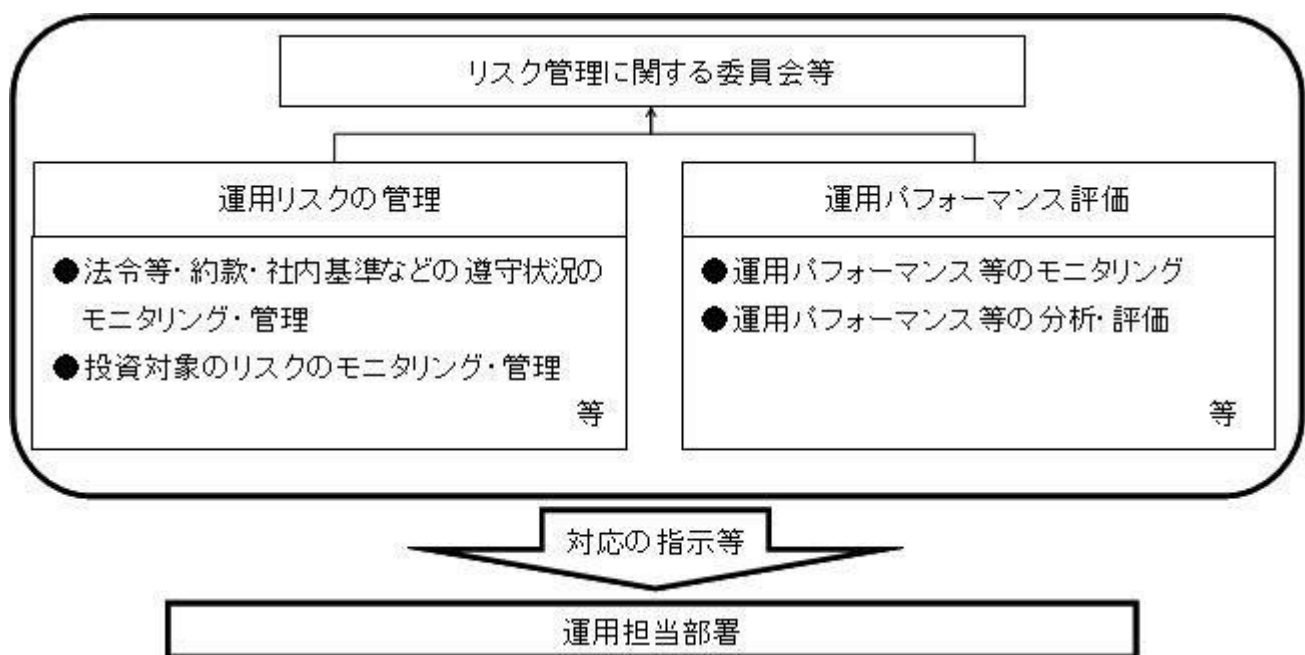 リスク管理に関する委員会等
運用リスクの管理
●法令等・約款・社内基準などの遵守状況の
モニタリング・管理
●投資対象のリスクのモニタリング・管理
等
運用パフォーマンス評価
●運用パフォーマンス等のモニタリング
●運用パフォーマンス等の分析・評価
等
対応の指示等
運用担当部署